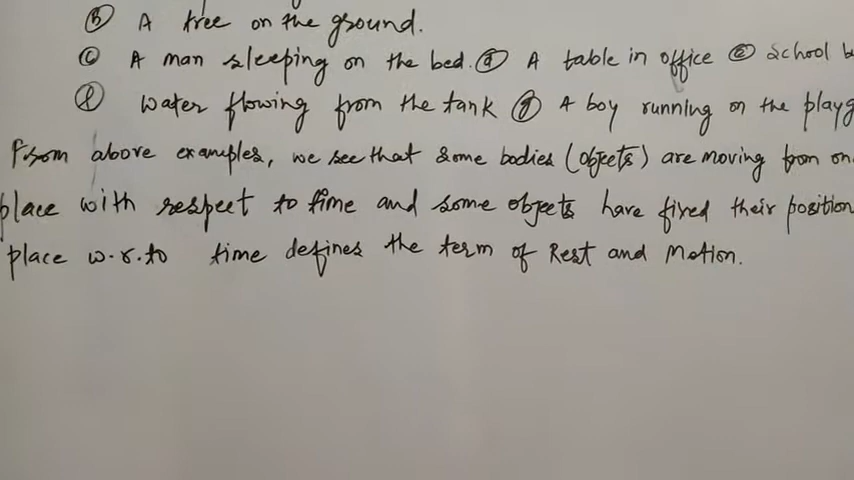 (B) A tree on the ground.
(C) A man sleeping on the bed. (d) A table in office (e) School b
(f) Water flowing from the tank (g) A boy running on the playg
From above examples, we see that some bodies (objects) are moving from on
place with respect to time and some objects have fixed their position
place w.r.to time defines the term of Rest and Motion.